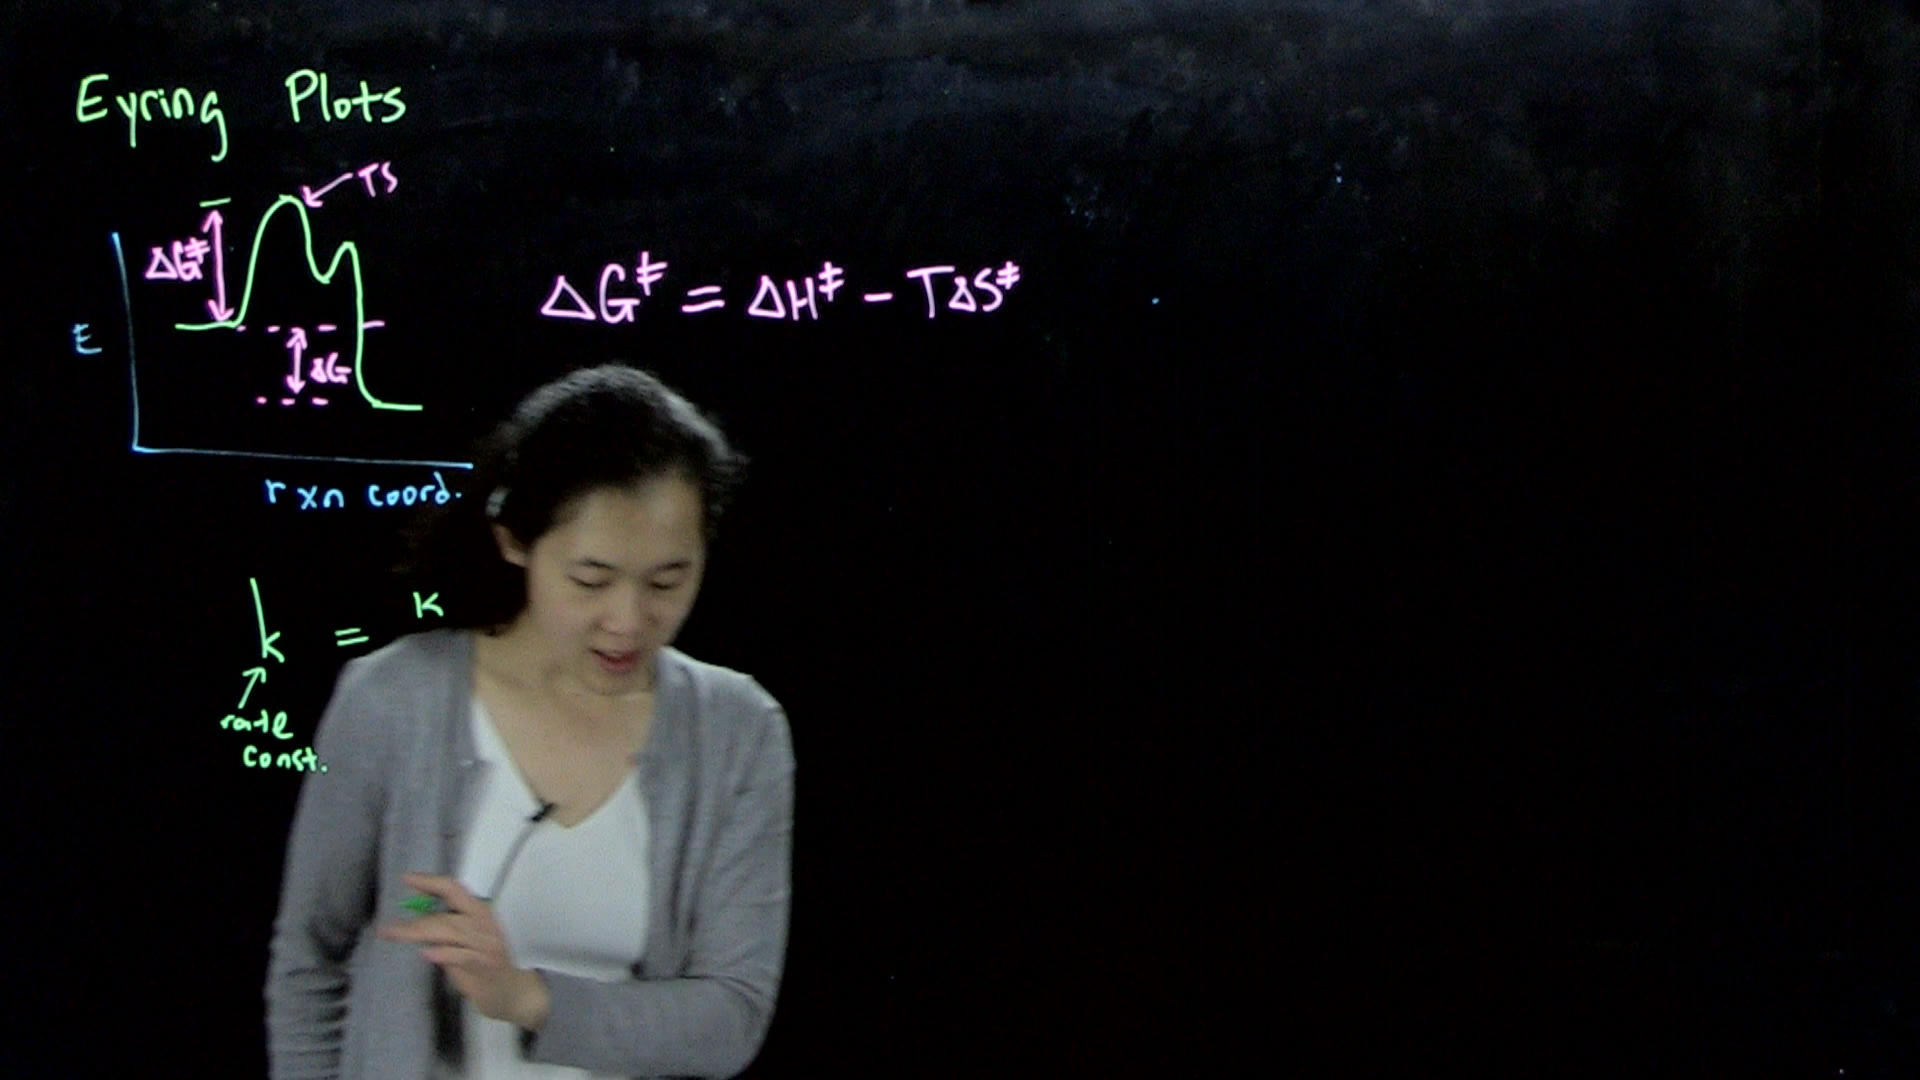 Eyring Plots
TS
ΔG‡
ΔG‡ = ΔH‡ − TΔS‡
E
ΔG
rxn coord.
k = K
rate
const.